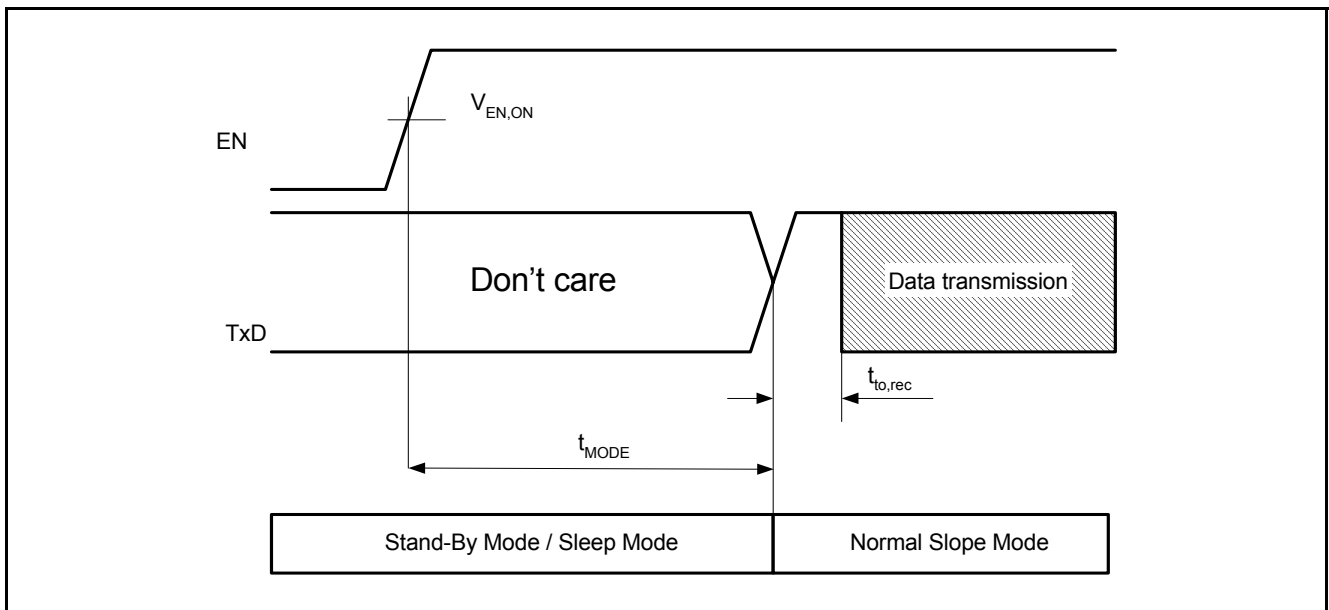 V_EN,ON
EN
Don't care
Data transmission
TxD
t_to,rec
t_MODE
Stand-By Mode / Sleep Mode
Normal Slope Mode